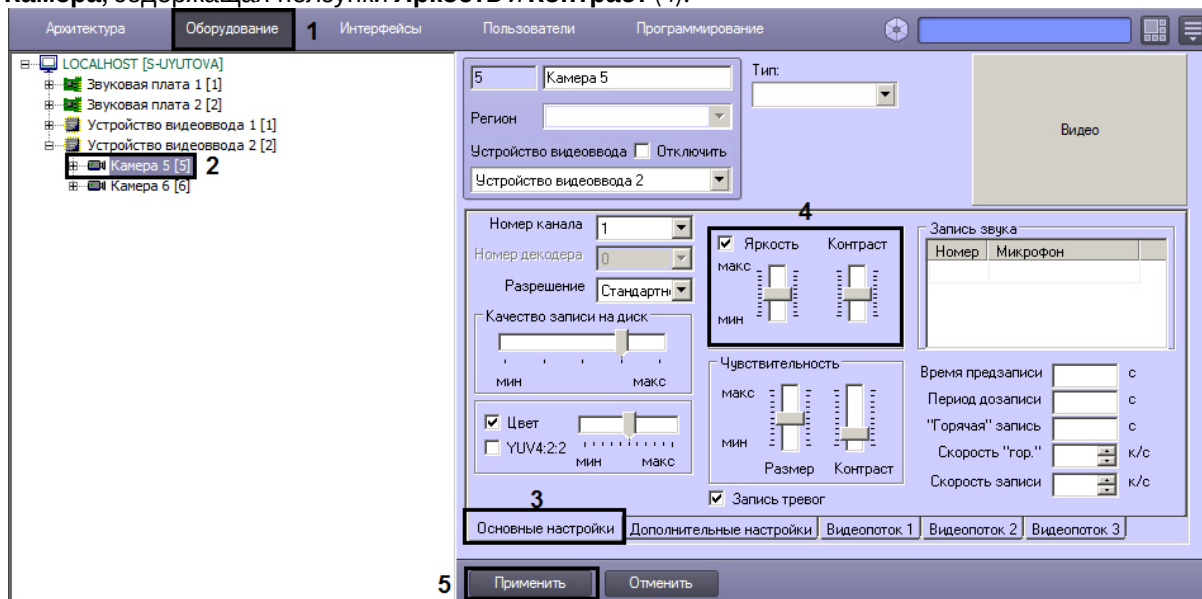 Камера, содержащая ползунки Яркость и Контраст (4).
Архитектура Оборудование 1 Интерфейсы Пользователи Программирование
LOCALHOST [S-UYUTOVA]
Звуковая плата 1 [1]
Звуковая плата 2 [2]
Устройство видеоввода 1 [1]
Устройство видеоввода 2 [2]
Камера 5 [5] 2
Камера 6 [6]
5 Камера 5
Тип:
Регион
Устройство видеоввода Отключить
Устройство видеоввода 2
Видео
Номер канала 1
Номер декодера 0
Разрешение Стандартн
Качество записи на диск
мин макс
Цвет
YUV4:2:2
мин макс
4
Яркость Контраст
макс
мин
Чувствительность
макс
мин
Размер Контраст
Запись тревог
Запись звука
Номер Микрофон
Время предзаписи с
Период дозаписи с
"Горячая" запись с
Скорость "гор." к/с
Скорость записи к/с
3
Основные настройки Дополнительные настройки Видеопоток 1 Видеопоток 2 Видеопоток 3
5 Применить Отменить